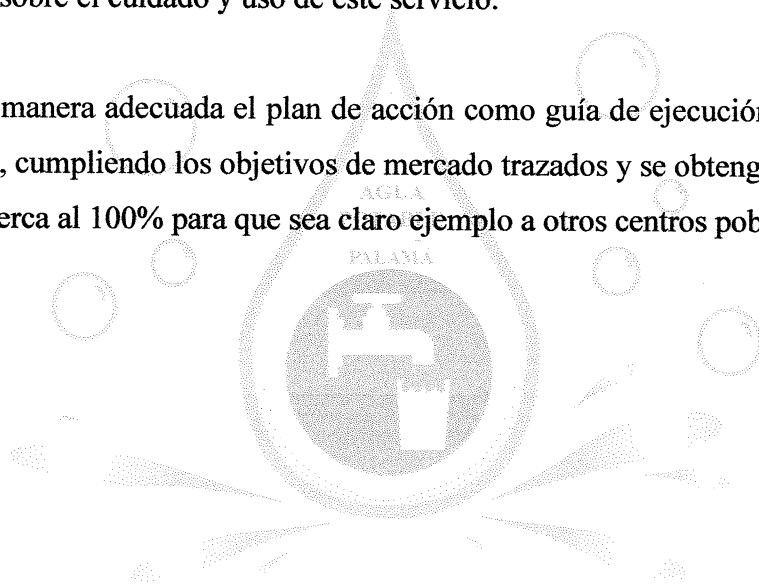 sobre el cuidado y uso de este servicio.
manera adecuada el plan de acción como guía de ejecución
, cumpliendo los objetivos de mercado trazados y se obteng
erca al 100% para que sea claro ejemplo a otros centros pob
AGUA
PALAMÁ